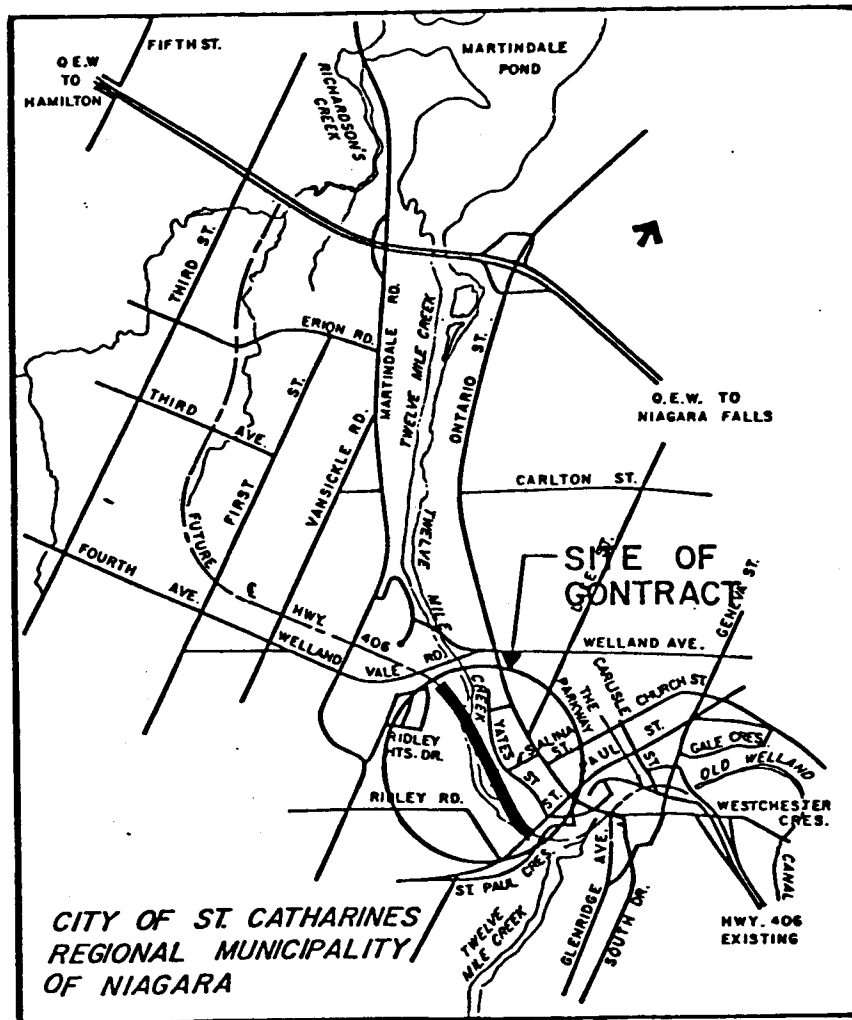 FIFTH ST.
Q.E.W
TO
HAMILTON
MARTINDALE
POND
RICHARDSON'S
CREEK
THIRD ST.
ERION RD.
MARTINDALE RD.
TWELVE MILE CREEK
ONTARIO ST.
Q.E.W. TO
NIAGARA FALLS
THIRD AVE.
FIRST ST.
VANSICKLE RD.
CARLTON ST.
FUTURE
HWY. 406
FOURTH AVE.
TWELVE
MILE
CREEK
SITE OF
CONTRACT
ST.
GENEVA ST.
WELLAND AVE.
WELLAND VALE RD.
RIDLEY
HTS. DR.
YATES ST.
SALINA
ST.
THE
PARKWAY
CARLISLE
ST.
CHURCH ST.
PAUL ST.
ST.
GALE CRES.
OLD WELLAND
CANAL
RIDLEY RD.
WESTCHESTER
CRES.
ST. PAUL CRES.
TWELVE
MILE CREEK
GLENRIDGE AVE.
SOUTH DR.
HWY. 406
EXISTING
CITY OF ST. CATHARINES
REGIONAL MUNICIPALITY
OF NIAGARA